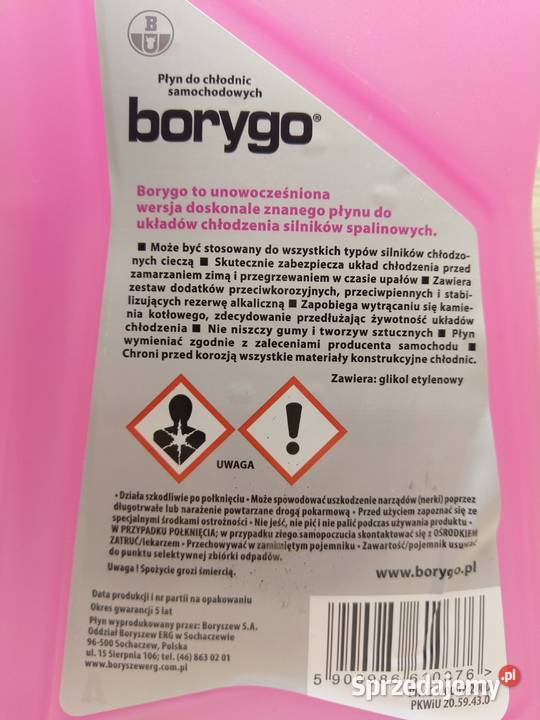 B
Płyn do chłodnic
samochodowych
borygo®
Borygo to unowocześniona
wersja doskonale znanego płynu do
układów chłodzenia silników spalinowych.
■ Może być stosowany do wszystkich typów silników chłodzo-
nych cieczą ■ Skutecznie zabezpiecza układ chłodzenia przed
zamarzaniem zimą i przegrzewaniem w czasie upałów ■ Zawiera
zestaw dodatków przeciwkorozyjnych, przeciwpiennych i stabi-
lizujących rezerwę alkaliczną ■ Zapobiega wytrącaniu się kamie-
nia kotłowego, zdecydowanie przedłużając żywotność układów
chłodzenia ■ Nie niszczy gumy i tworzyw sztucznych ■ Płyn
wymieniać zgodnie z zaleceniami producenta samochodu ■
Chroni przed korozją wszystkie materiały konstrukcyjne chłodnic.
Zawiera: glikol etylenowy
UWAGA
• Działa szkodliwie po połknięciu • Może spowodować uszkodzenie narządów (nerki) poprzez
długotrwałe lub narażenie powtarzane drogą pokarmową • Przed użyciem zapoznać się ze
specjalnymi środkami ostrożności • Nie jeść, nie pić i nie palić podczas używania produktu •
W PRZYPADKU POŁKNIĘCIA; w przypadku złego samopoczucia skontaktować się z OŚRODKIEM
ZATRUĆ/lekarzem • Przechowywać w zamkniętym pojemniku • Zawartość/pojemnik usuwać
do punktu selektywnej zbiórki odpadów.
Uwaga ! Spożycie grozi śmiercią.
www.borygo.pl
Data produkcji i nr partii na opakowaniu
Okres gwarancji 5 lat
Płyn wyprodukowany przez: Boryszew S.A.
Oddział Boryszew ERG w Sochaczewie
96-500 Sochaczew, Polska
ul. 15 Sierpnia 106; tel. (46) 863 02 01
www.boryszewerg.com.pl
Sprzedajemy.pl
PKWiU 20.59.43.0